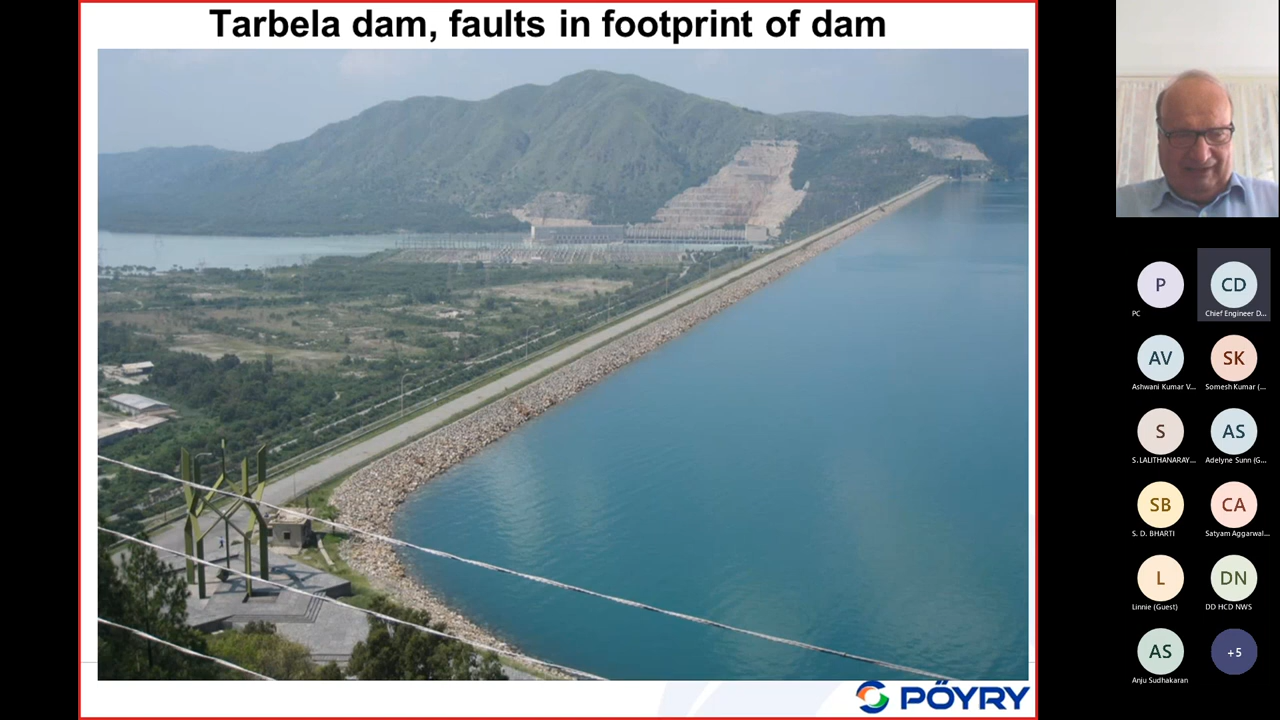 Tarbela dam, faults in footprint of dam
PÖYRY
P
PC
CD
Chief Engineer D...
AV
Ashwani Kumar V...
SK
Somesh Kumar (...
S
S. LALITHANARAY...
AS
Adelyne Sunn (G...
SB
S. D. BHARTI
CA
Satyam Aggarwal...
L
Linnie (Guest)
DN
DD HCD NWS
AS
Anju Sudhakaran
+5